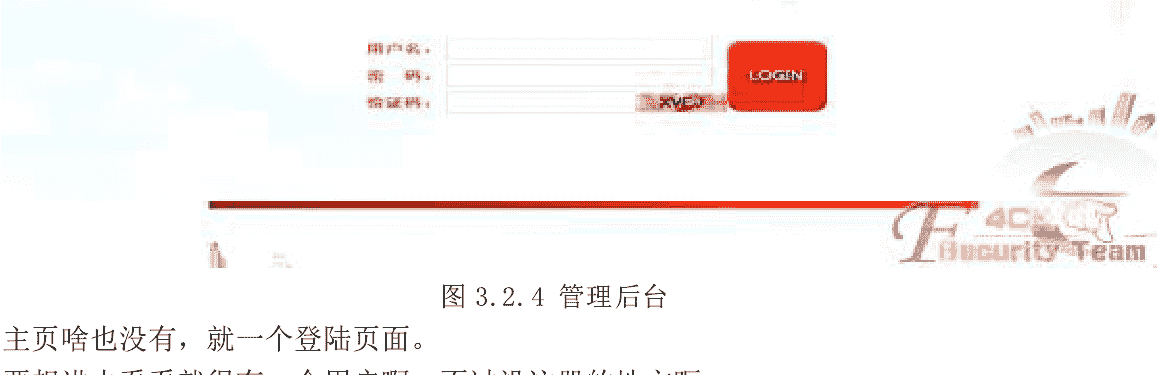 用户名:
密 码:
验证码:
LOGIN
F4CK
Security Team
图 3.2.4 管理后台
主页啥也没有，就一个登陆页面。